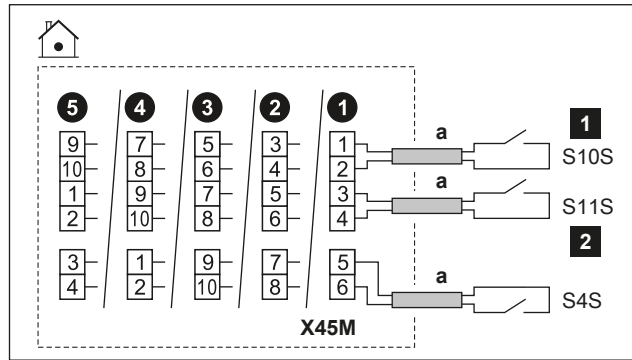 5 4 3 2 1
a 1
9 7 5 3 1
10 8 6 4 2 S10S
a
1 9 7 5 3
2 10 8 6 4 S11S
2
3 1 9 7 5 a
4 2 10 8 6 S4S
X45M